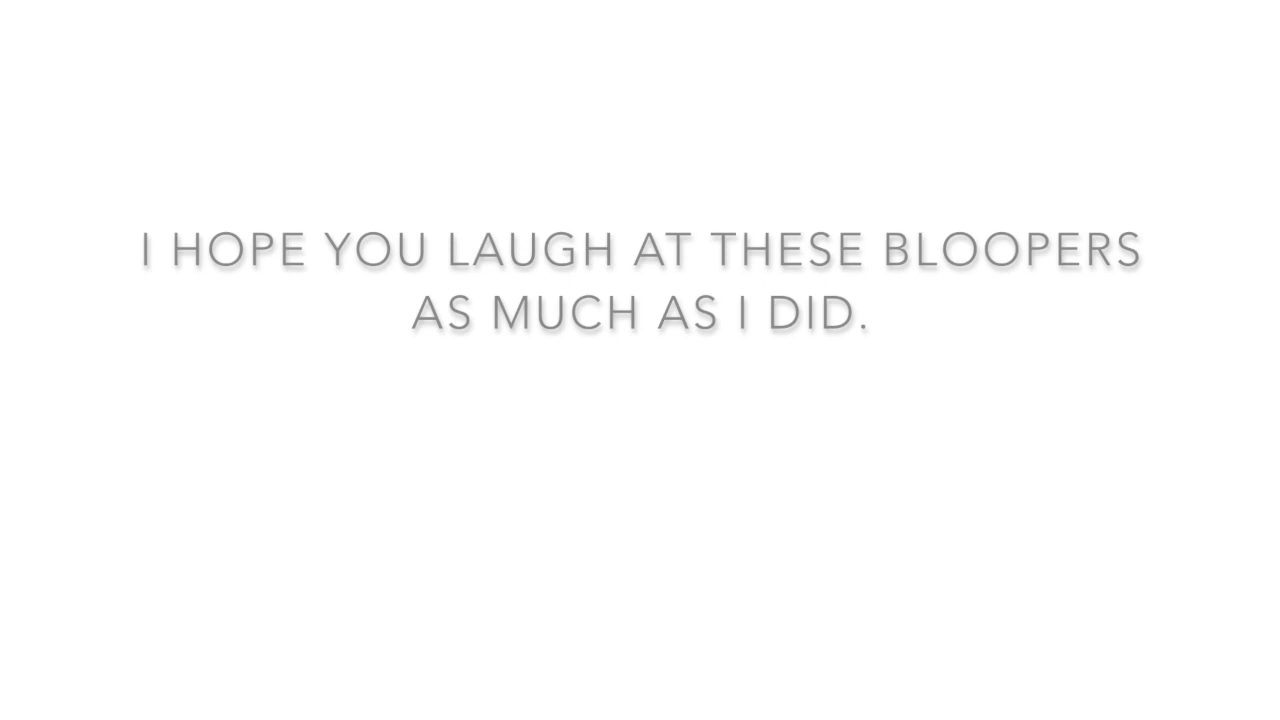 I HOPE YOU LAUGH AT THESE BLOOPERS
AS MUCH AS I DID.